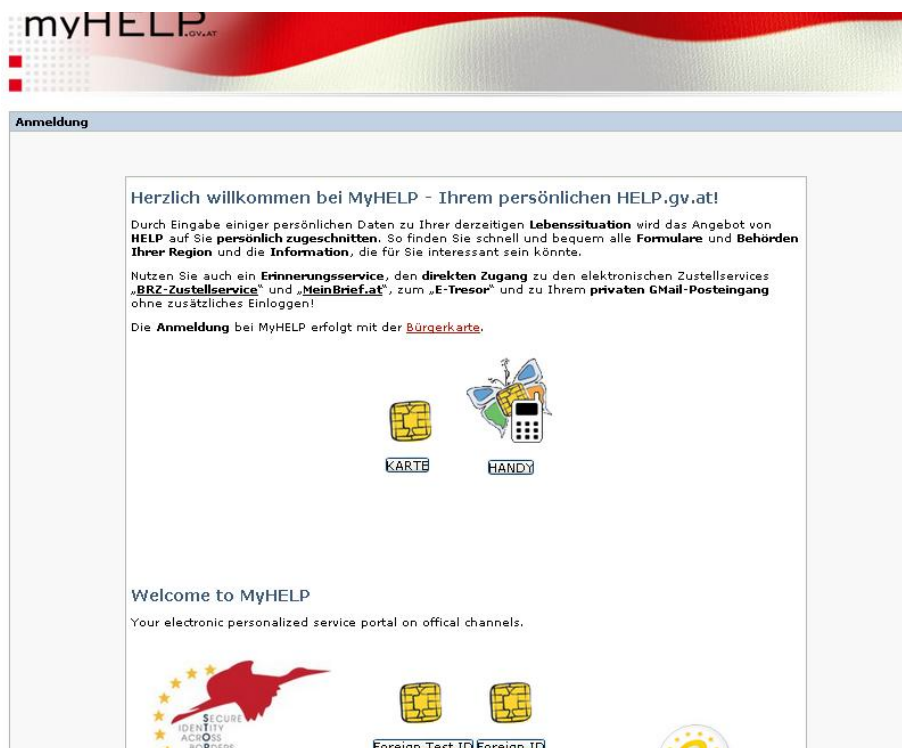 myHELP.GV.AT
Anmeldung
Herzlich willkommen bei MyHELP - Ihrem persönlichen HELP.gv.at!
Durch Eingabe einiger persönlichen Daten zu Ihrer derzeitigen Lebenssituation wird das Angebot von
HELP auf Sie persönlich zugeschnitten. So finden Sie schnell und bequem alle Formulare und Behörden
Ihrer Region und die Information, die für Sie interessant sein könnte.
Nutzen Sie auch ein Erinnerungsservice, den direkten Zugang zu den elektronischen Zustellservices
„BRZ-Zustellservice“ und „MeinBrief.at“, zum „E-Tresor“ und zu Ihrem privaten GMail-Posteingang
ohne zusätzliches Einloggen!
Die Anmeldung bei MyHELP erfolgt mit der Bürgerkarte.
KARTE HANDY
Welcome to MyHELP
Your electronic personalized service portal on offical channels.
SECURE
IDENTITY
ACROSS
BORDERS
Foreign Test ID Foreign ID